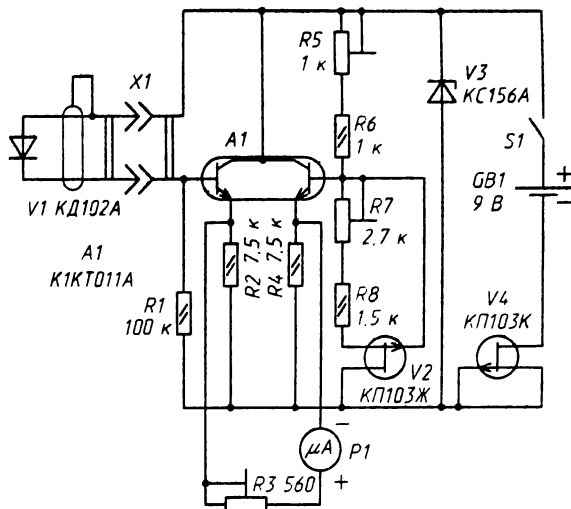 R5
1 к
X1
V3
КС156А
R6
1 к
A1
S1
GB1
9 В
+
−
V1 КД102А
R7
2,7 к
A1
К1КТ011А
R2 7,5 к
R4 7,5 к
R1
100 к
R8
1,5 к
V4
КП103К
V2
КП103Ж
−
μA
P1
+
R3 560